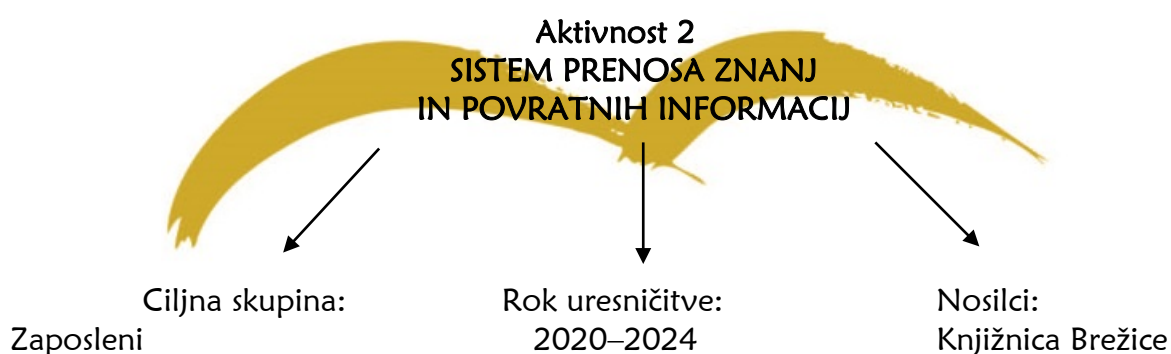 Aktivnost 2
SISTEM PRENOSA ZNANJ
IN POVRATNIH INFORMACIJ
Ciljna skupina:
Zaposleni
Rok uresničitve:
2020–2024
Nosilci:
Knjižnica Brežice